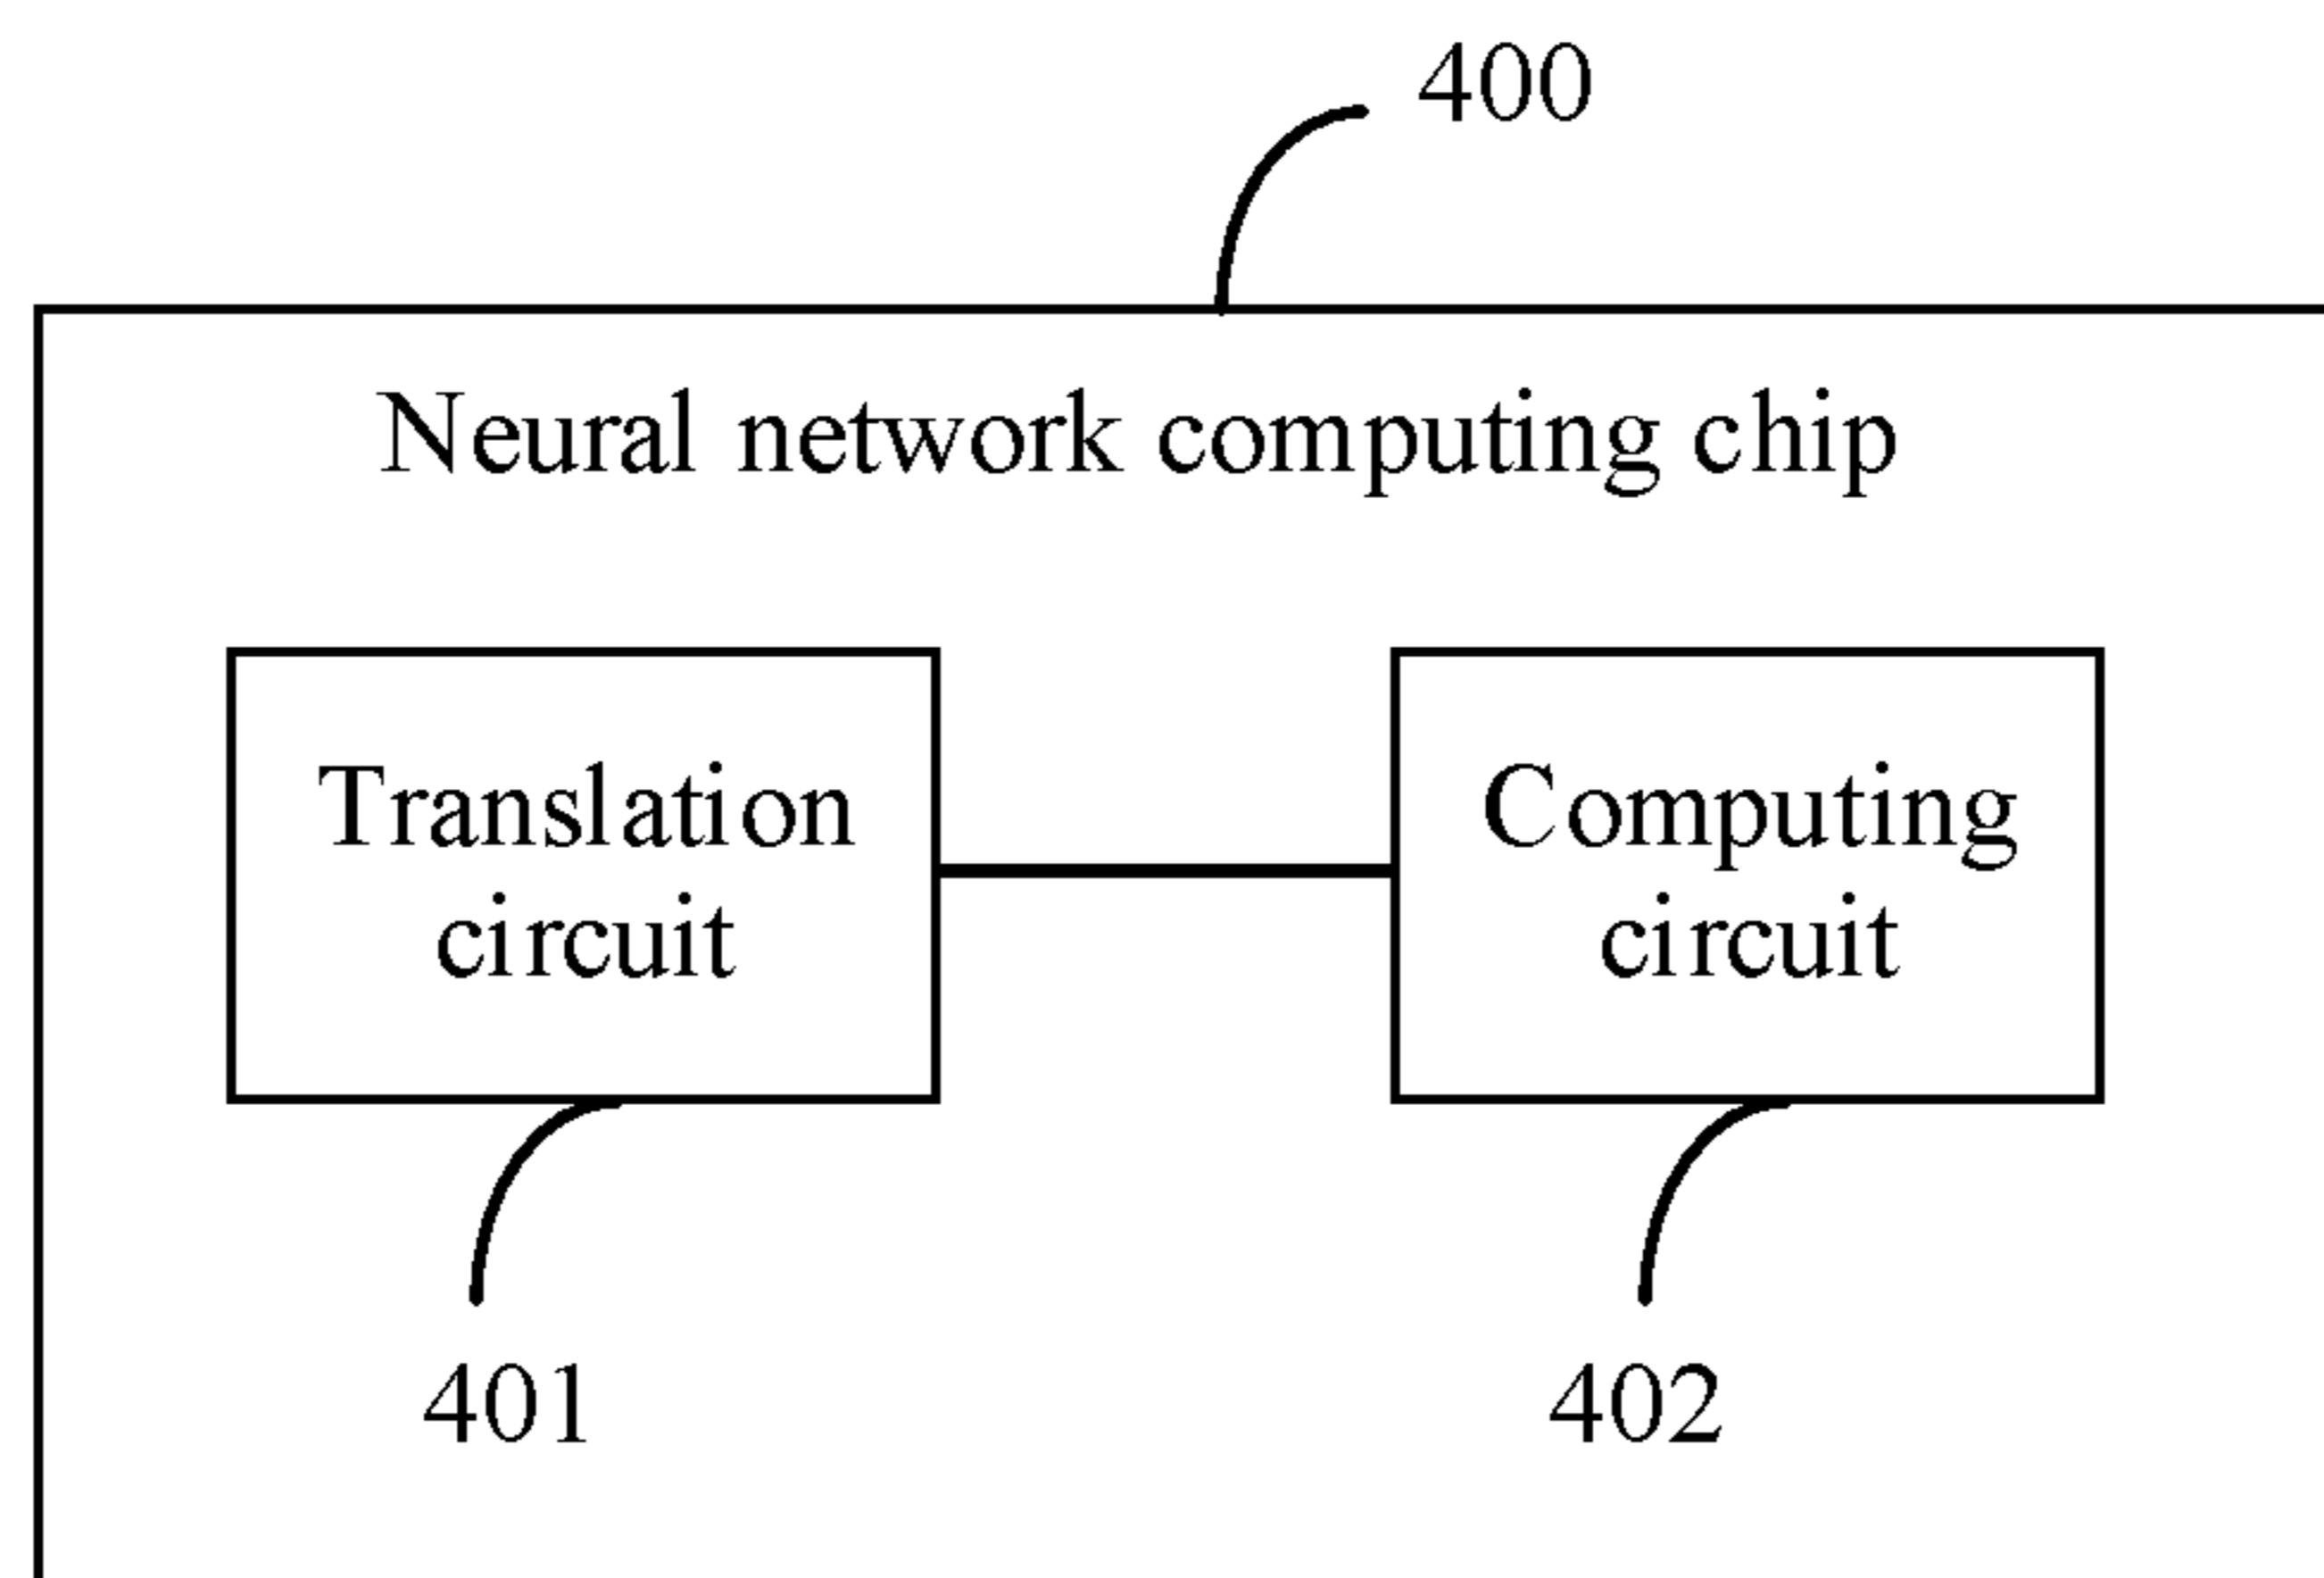 400
Neural network computing chip
Translation
circuit
Computing
circuit
401
402